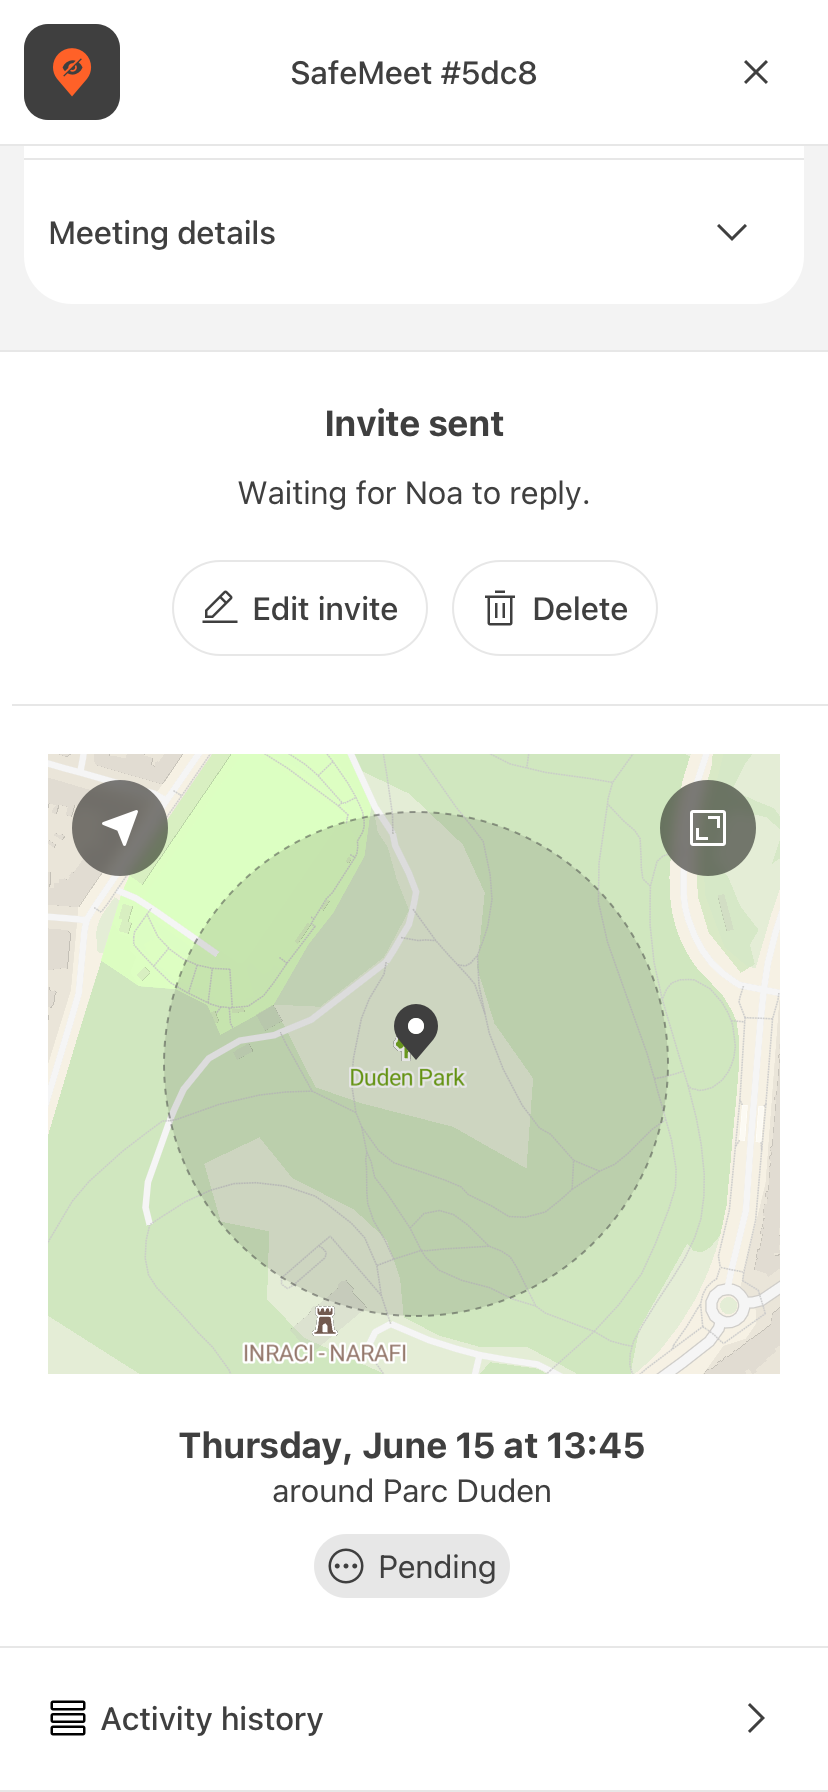 SafeMeet #5dc8
Meeting details
Invite sent
Waiting for Noa to reply.
Edit invite
Delete
Duden Park
INRACI - NARAFI
Thursday, June 15 at 13:45
around Parc Duden
Pending
Activity history